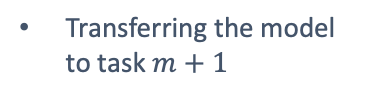 • Transferring the model
to task m + 1